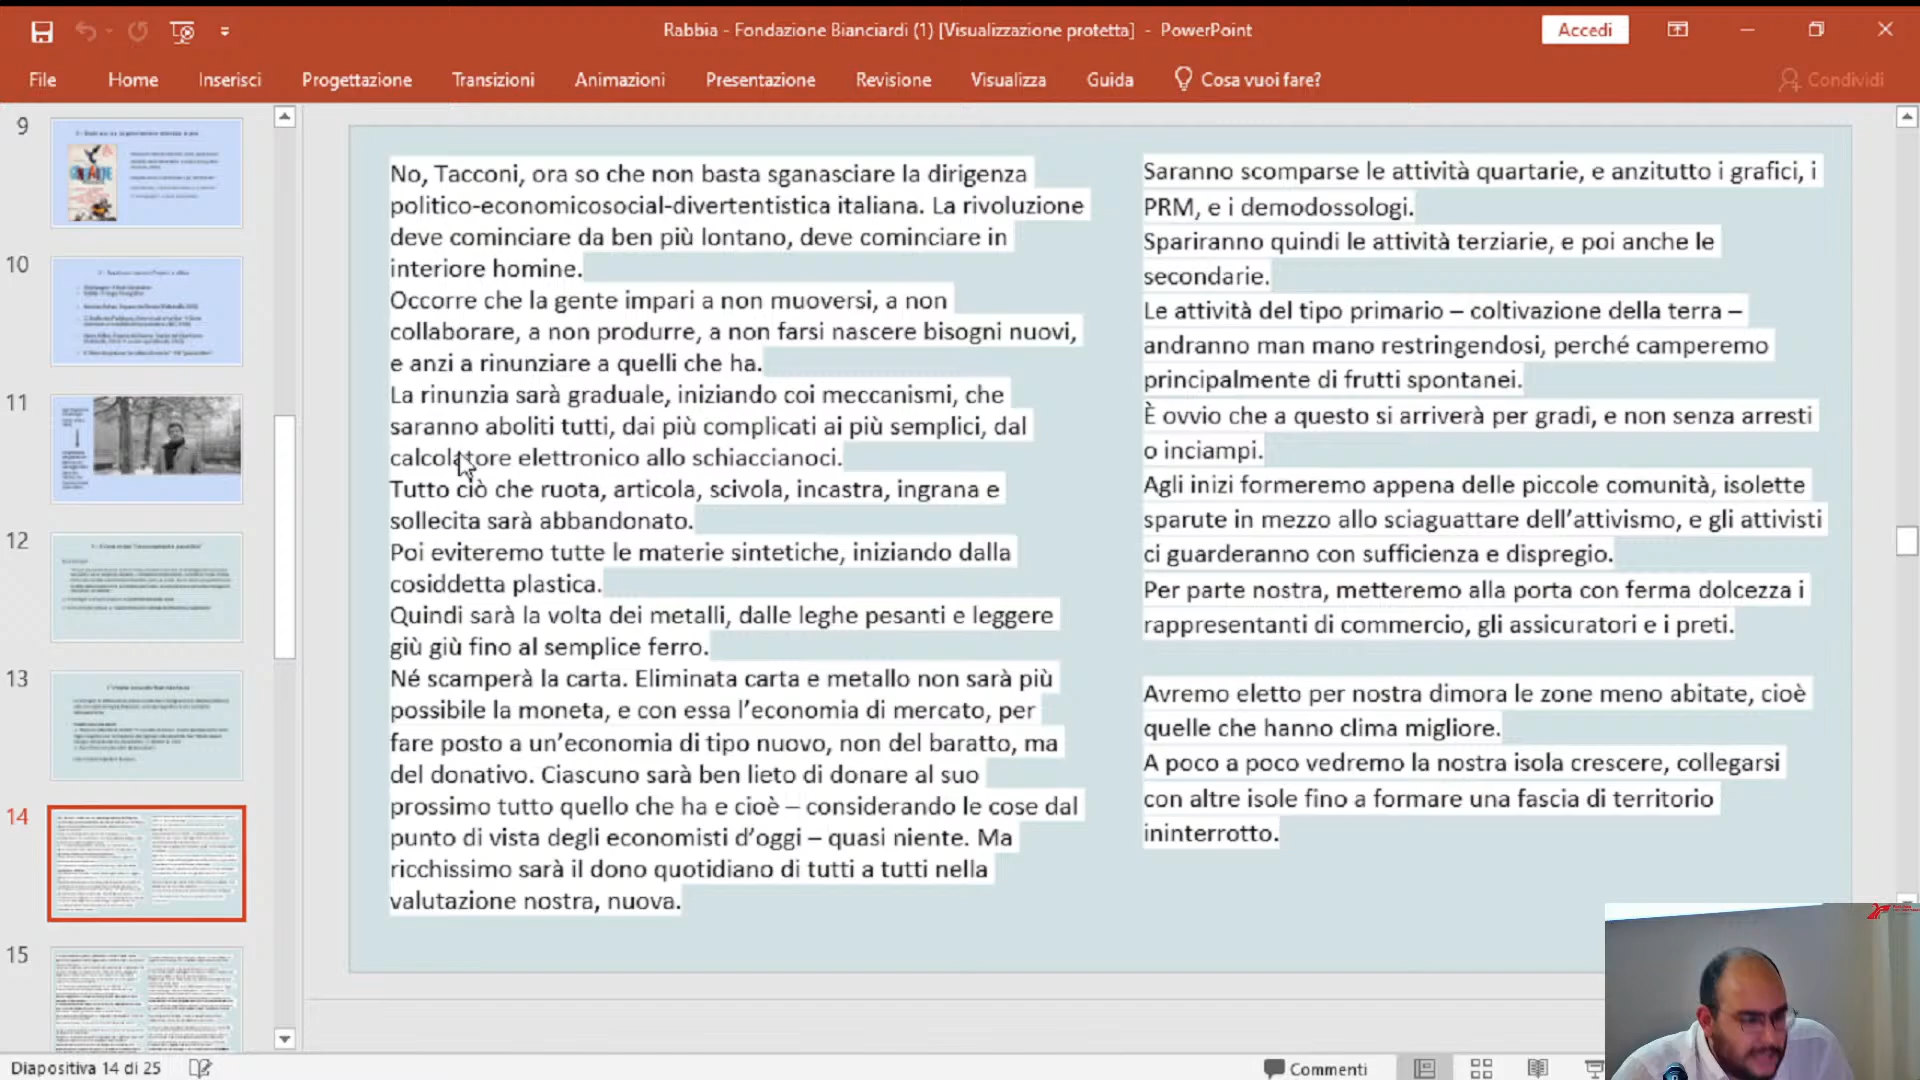 Rabbia - Fondazione Bianciardi (1) [Visualizzazione protetta] - PowerPoint
Accedi
File Home Inserisci Progettazione Transizioni Animazioni Presentazione Revisione Visualizza Guida Cosa vuoi fare? Condividi
9
10
11
12
13
14
15
No, Tacconi, ora so che non basta sganasciare la dirigenza
politico-economicosocial-divertentistica italiana. La rivoluzione
deve cominciare da ben più lontano, deve cominciare in
interiore homine.
Occorre che la gente impari a non muoversi, a non
collaborare, a non produrre, a non farsi nascere bisogni nuovi,
e anzi a rinunziare a quelli che ha.
La rinunzia sarà graduale, iniziando coi meccanismi, che
saranno aboliti tutti, dai più complicati ai più semplici, dal
calcolatore elettronico allo schiaccianoci.
Tutto ciò che ruota, articola, scivola, incastra, ingrana e
sollecita sarà abbandonato.
Poi eviteremo tutte le materie sintetiche, iniziando dalla
cosiddetta plastica.
Quindi sarà la volta dei metalli, dalle leghe pesanti e leggere
giù giù fino al semplice ferro.
Né scamperà la carta. Eliminata carta e metallo non sarà più
possibile la moneta, e con essa l’economia di mercato, per
fare posto a un’economia di tipo nuovo, non del baratto, ma
del donativo. Ciascuno sarà ben lieto di donare al suo
prossimo tutto quello che ha e cioè – considerando le cose dal
punto di vista degli economisti d’oggi – quasi niente. Ma
ricchissimo sarà il dono quotidiano di tutti a tutti nella
valutazione nostra, nuova.
Saranno scomparse le attività quartarie, e anzitutto i grafici, i
PRM, e i demodossologi.
Spariranno quindi le attività terziarie, e poi anche le
secondarie.
Le attività del tipo primario – coltivazione della terra –
andranno man mano restringendosi, perché camperemo
principalmente di frutti spontanei.
È ovvio che a questo si arriverà per gradi, e non senza arresti
o inciampi.
Agli inizi formeremo appena delle piccole comunità, isolette
sparute in mezzo allo sciaguattare dell’attivismo, e gli attivisti
ci guarderanno con sufficienza e dispregio.
Per parte nostra, metteremo alla porta con ferma dolcezza i
rappresentanti di commercio, gli assicuratori e i preti.
Avremo eletto per nostra dimora le zone meno abitate, cioè
quelle che hanno clima migliore.
A poco a poco vedremo la nostra isola crescere, collegarsi
con altre isole fino a formare una fascia di territorio
ininterrotto.
Diapositiva 14 di 25
Commenti